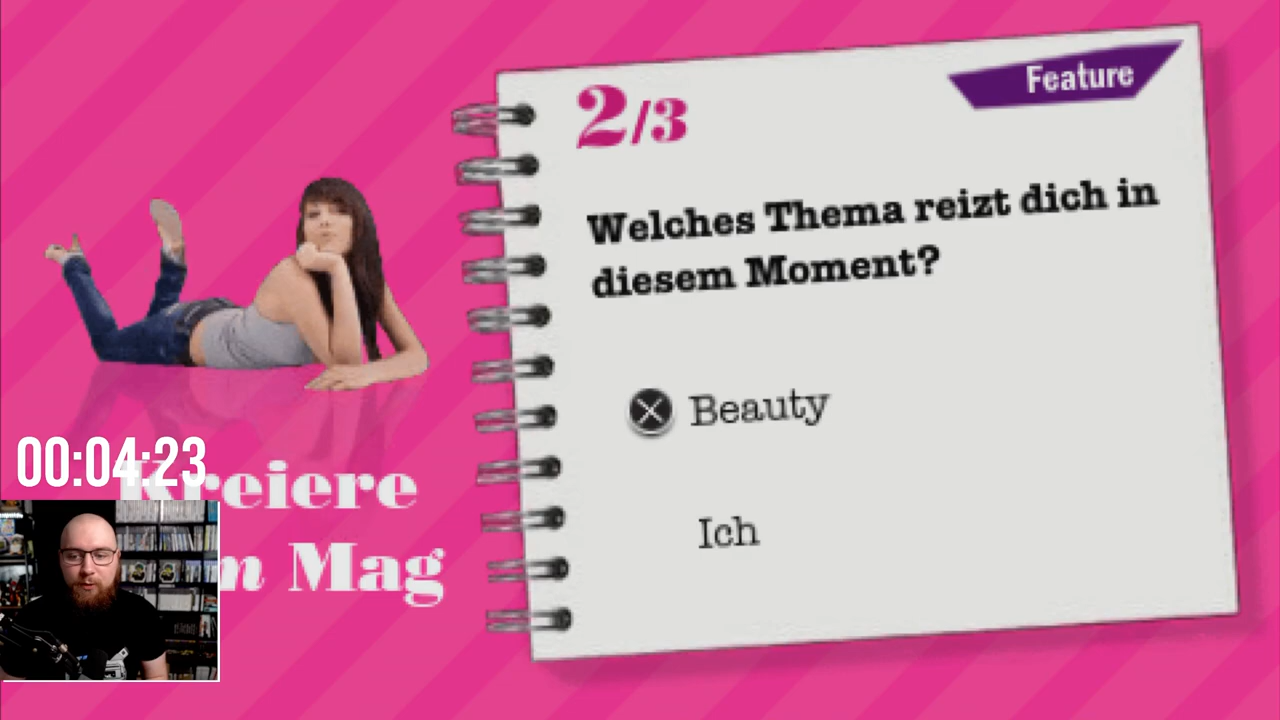 Feature
2/3
Welches Thema reizt dich in
diesem Moment?
Beauty
Ich
00:04:23
Kreiere
m Mag